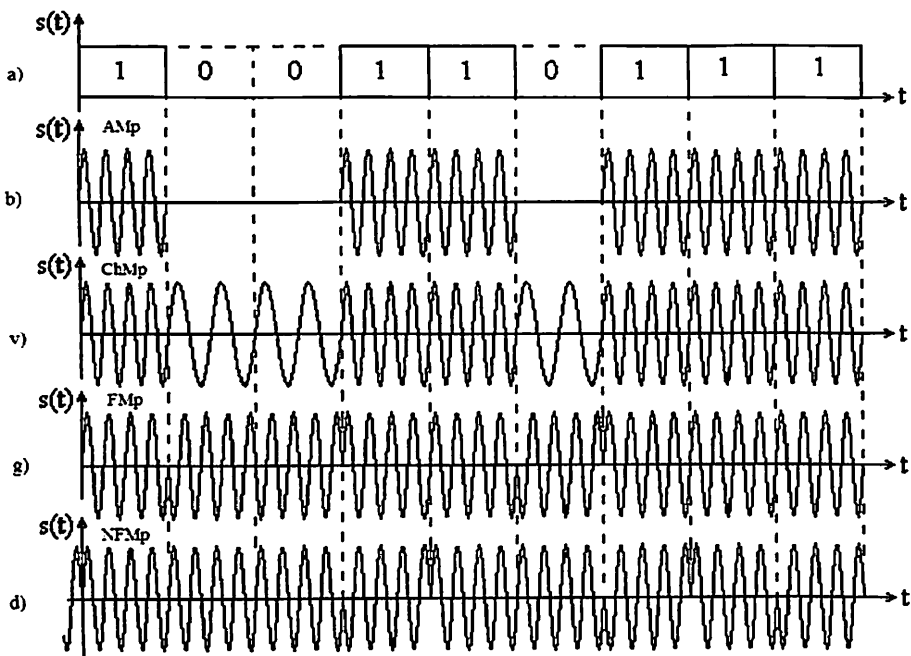 s(t)
a) 1 0 0 1 1 0 1 1 1 t
s(t) AMp
b) t
s(t) ChMp
v) t
s(t) FMp
g) t
s(t) NFMp
d) t